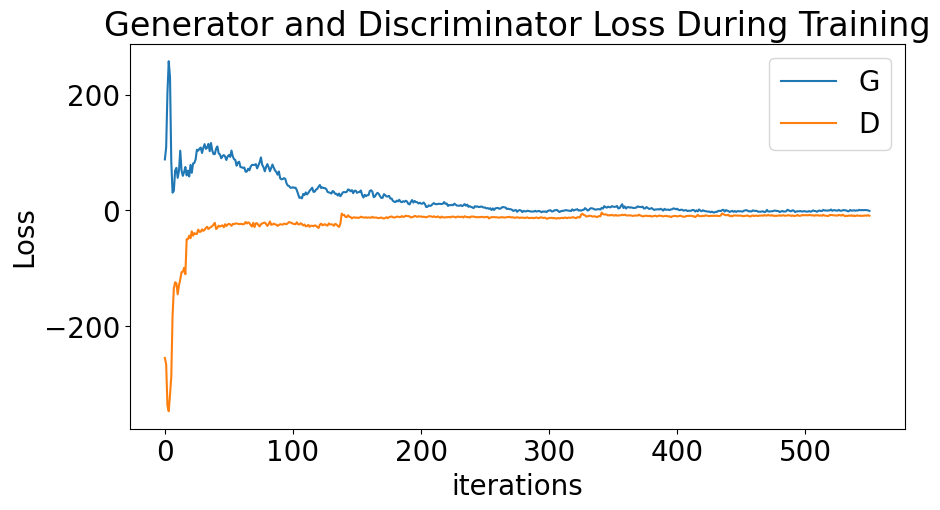 Generator and Discriminator Loss During Training
G
D
200
0
−200
Loss
0 100 200 300 400 500
iterations